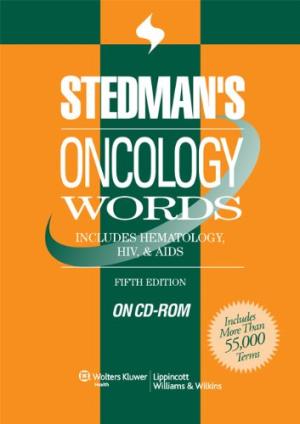 STEDMAN'S
ONCOLOGY
WORDS
INCLUDES HEMATOLOGY,
HIV, & AIDS
FIFTH EDITION
ON CD-ROM
Includes
More Than
55,000
Terms
Wolters Kluwer
Health
Lippincott
Williams & Wilkins